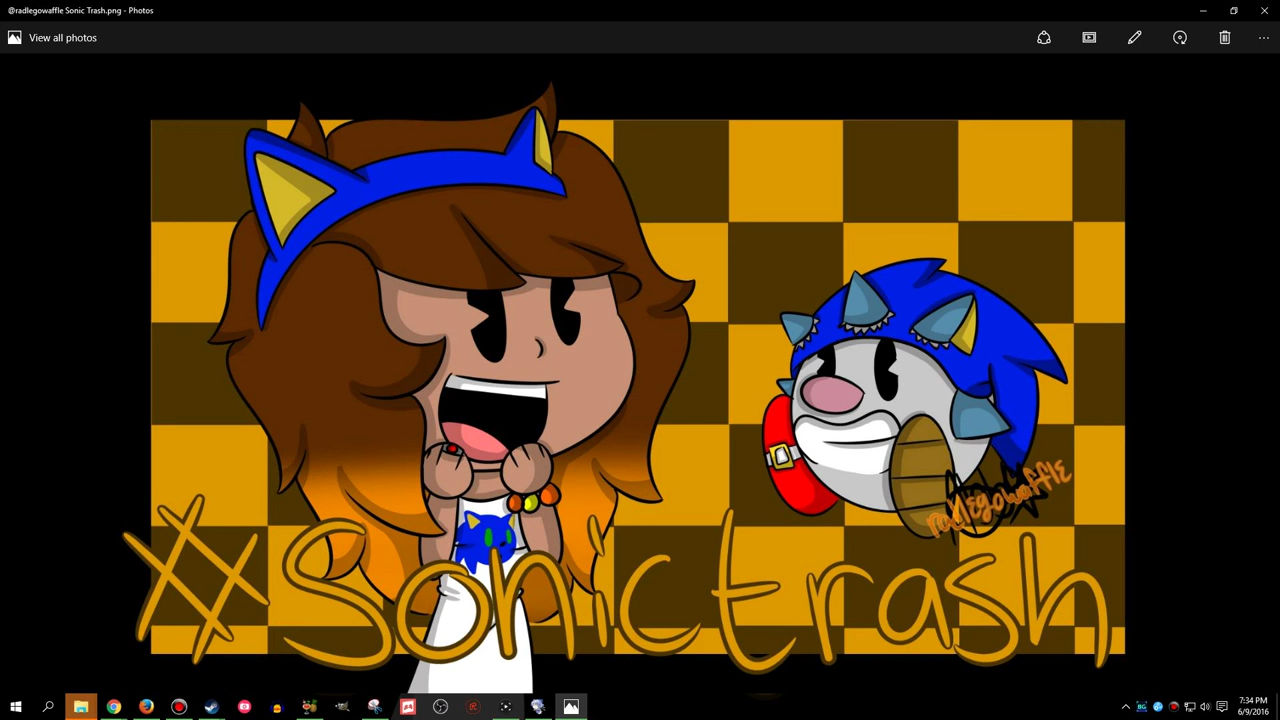 @radlegowaffle Sonic Trash.png - Photos
View all photos
radlegowaffle
#Sonictrash
7:34 PM
6/9/2016